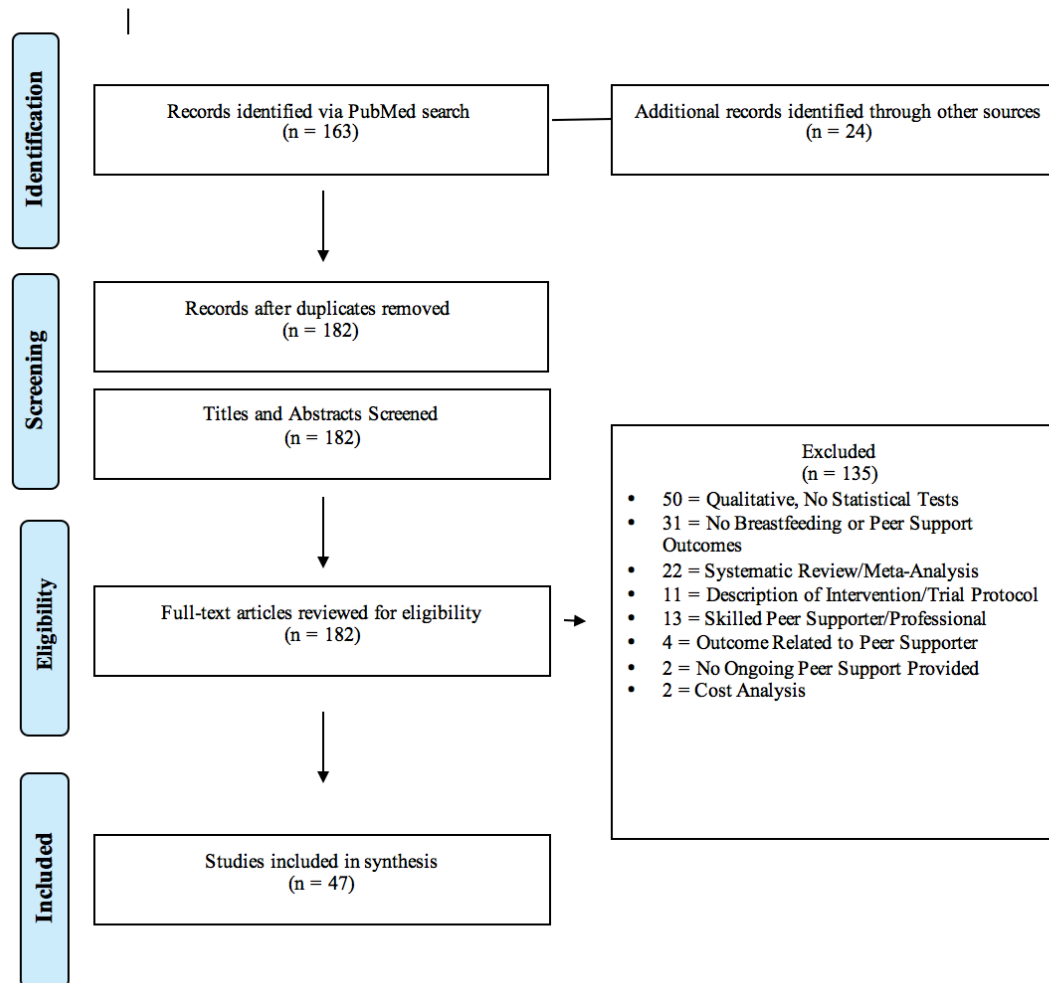 Identification
Records identified via PubMed search
(n = 163)
Additional records identified through other sources
(n = 24)
Screening
Records after duplicates removed
(n = 182)
Titles and Abstracts Screened
(n = 182)
Eligibility
Full-text articles reviewed for eligibility
(n = 182)
Excluded
(n = 135)
• 50 = Qualitative, No Statistical Tests
• 31 = No Breastfeeding or Peer Support
Outcomes
• 22 = Systematic Review/Meta-Analysis
• 11 = Description of Intervention/Trial Protocol
• 13 = Skilled Peer Supporter/Professional
• 4 = Outcome Related to Peer Supporter
• 2 = No Ongoing Peer Support Provided
• 2 = Cost Analysis
Included
Studies included in synthesis
(n = 47)